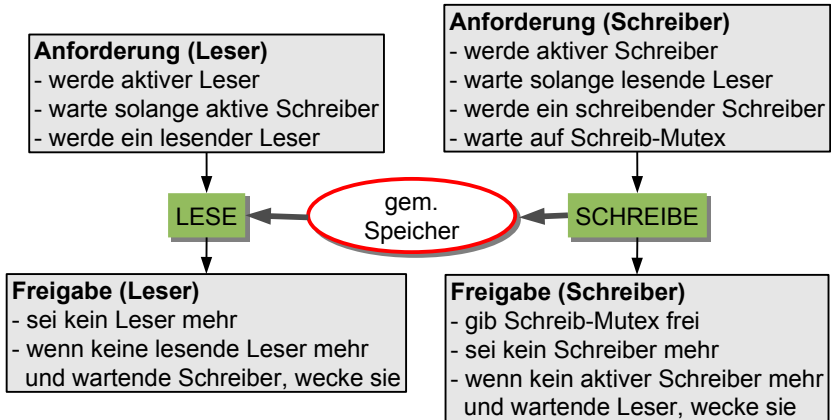 Anforderung (Leser)
- werde aktiver Leser
- warte solange aktive Schreiber
- werde ein lesender Leser
Anforderung (Schreiber)
- werde aktiver Schreiber
- warte solange lesende Leser
- werde ein schreibender Schreiber
- warte auf Schreib-Mutex
LESE
gem.
Speicher
SCHREIBE
Freigabe (Leser)
- sei kein Leser mehr
- wenn keine lesende Leser mehr
und wartende Schreiber, wecke sie
Freigabe (Schreiber)
- gib Schreib-Mutex frei
- sei kein Schreiber mehr
- wenn kein aktiver Schreiber mehr
und wartende Leser, wecke sie